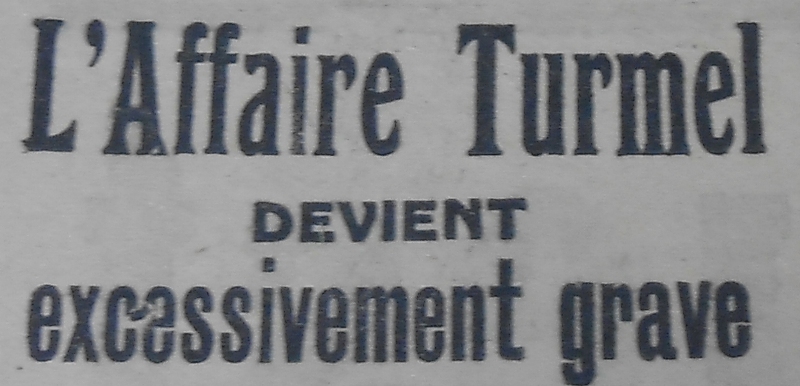 L'Affaire Turmel
DEVIENT
excessivement grave